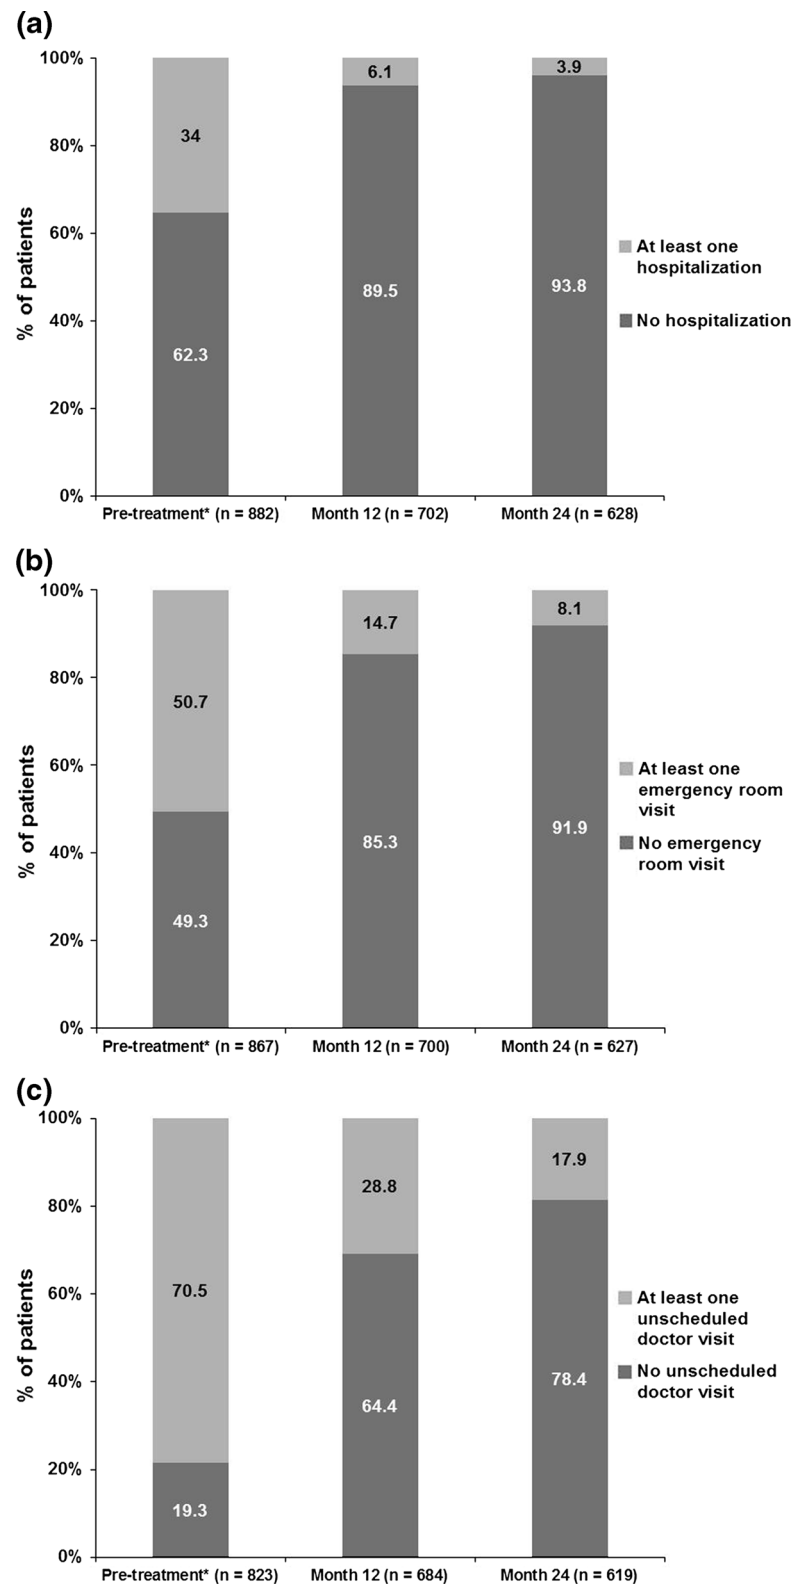 (a)
100%
80%
60%
40%
20%
0%
% of patients
34
62.3
6.1
89.5
3.9
93.8
At least one
hospitalization
No hospitalization
Pre-treatment* (n = 882)
Month 12 (n = 702)
Month 24 (n = 628)
(b)
100%
80%
60%
40%
20%
0%
% of patients
50.7
49.3
14.7
85.3
8.1
91.9
At least one
emergency room
visit
No emergency
room visit
Pre-treatment* (n = 867)
Month 12 (n = 700)
Month 24 (n = 627)
(c)
100%
80%
60%
40%
20%
0%
% of patients
70.5
19.3
28.8
64.4
17.9
78.4
At least one
unscheduled
doctor visit
No unscheduled
doctor visit
Pre-treatment* (n = 823)
Month 12 (n = 684)
Month 24 (n = 619)